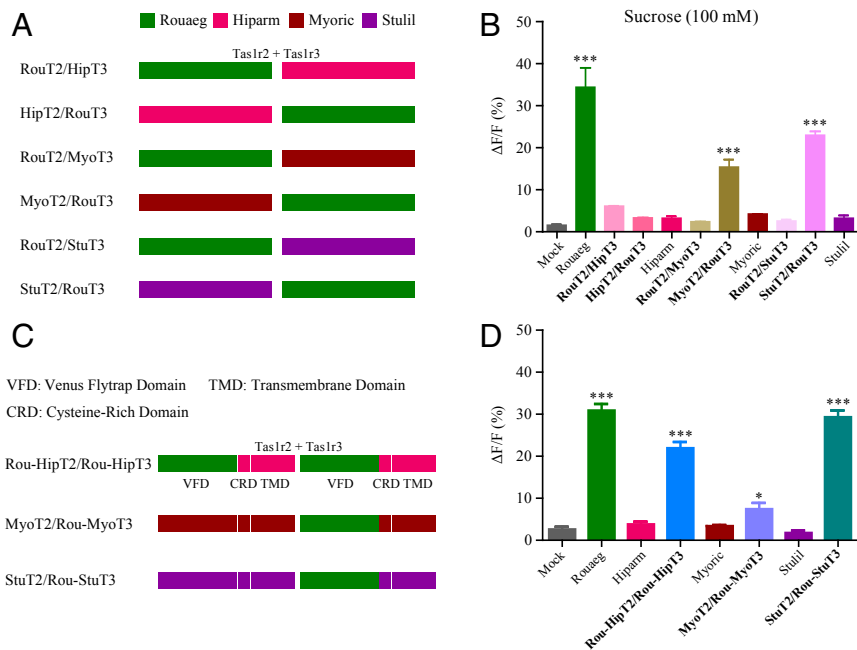 A
Rouaeg Hiparm Myoric Stulil
Tas1r2 + Tas1r3
RouT2/HipT3
HipT2/RouT3
RouT2/MyoT3
MyoT2/RouT3
RouT2/StuT3
StuT2/RouT3
B
Sucrose (100 mM)
ΔF/F (%)
50
40
30
20
10
0
***
***
***
Mock
Rouaeg
RouT2/HipT3
HipT2/RouT3
Hiparm
RouT2/MyoT3
MyoT2/RouT3
Myoric
RouT2/StuT3
StuT2/RouT3
Stulil
C
VFD: Venus Flytrap Domain TMD: Transmembrane Domain
CRD: Cysteine-Rich Domain
Tas1r2 + Tas1r3
Rou-HipT2/Rou-HipT3
VFD CRD TMD VFD CRD TMD
MyoT2/Rou-MyoT3
StuT2/Rou-StuT3
D
ΔF/F (%)
50
40
30
20
10
0
***
***
*
***
Mock
Rouaeg
Hiparm
Rou-HipT2/Rou-HipT3
Myoric
MyoT2/Rou-MyoT3
Stulil
StuT2/Rou-StuT3